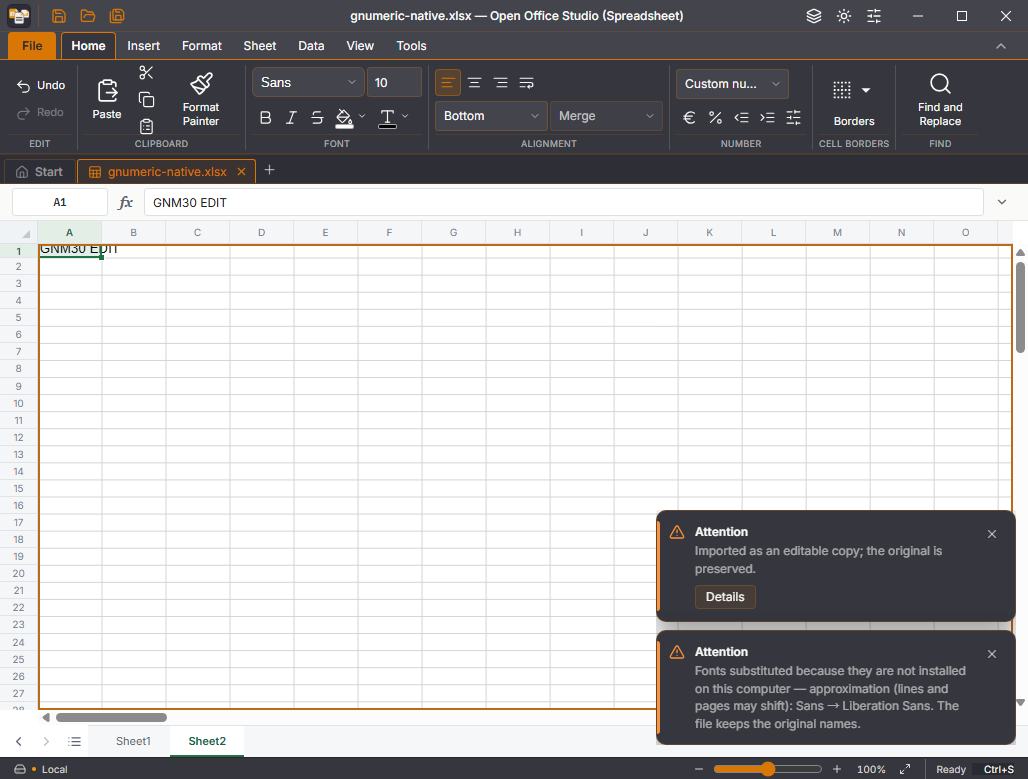 gnumeric-native.xlsx — Open Office Studio (Spreadsheet)
File Home Insert Format Sheet Data View Tools
Undo
Redo
EDIT
Paste
Format
Painter
CLIPBOARD
Sans 10
B I S T
FONT
Bottom Merge
ALIGNMENT
Custom nu...
€ %
NUMBER
Borders
CELL BORDERS
Find and
Replace
FIND
Start gnumeric-native.xlsx
A1 fx GNM30 EDIT
A B C D E F G H I J K L M N O
1 GNM30 EDIT
2
3
4
5
6
7
8
9
10
11
12
13
14
15
16
17
18
19
20
21
22
23
24
25
26
27
28
Attention
Imported as an editable copy; the original is
preserved.
Details
Attention
Fonts substituted because they are not installed
on this computer — approximation (lines and
pages may shift): Sans → Liberation Sans. The
file keeps the original names.
Sheet1 Sheet2
Local 100% Ready Ctrl+S